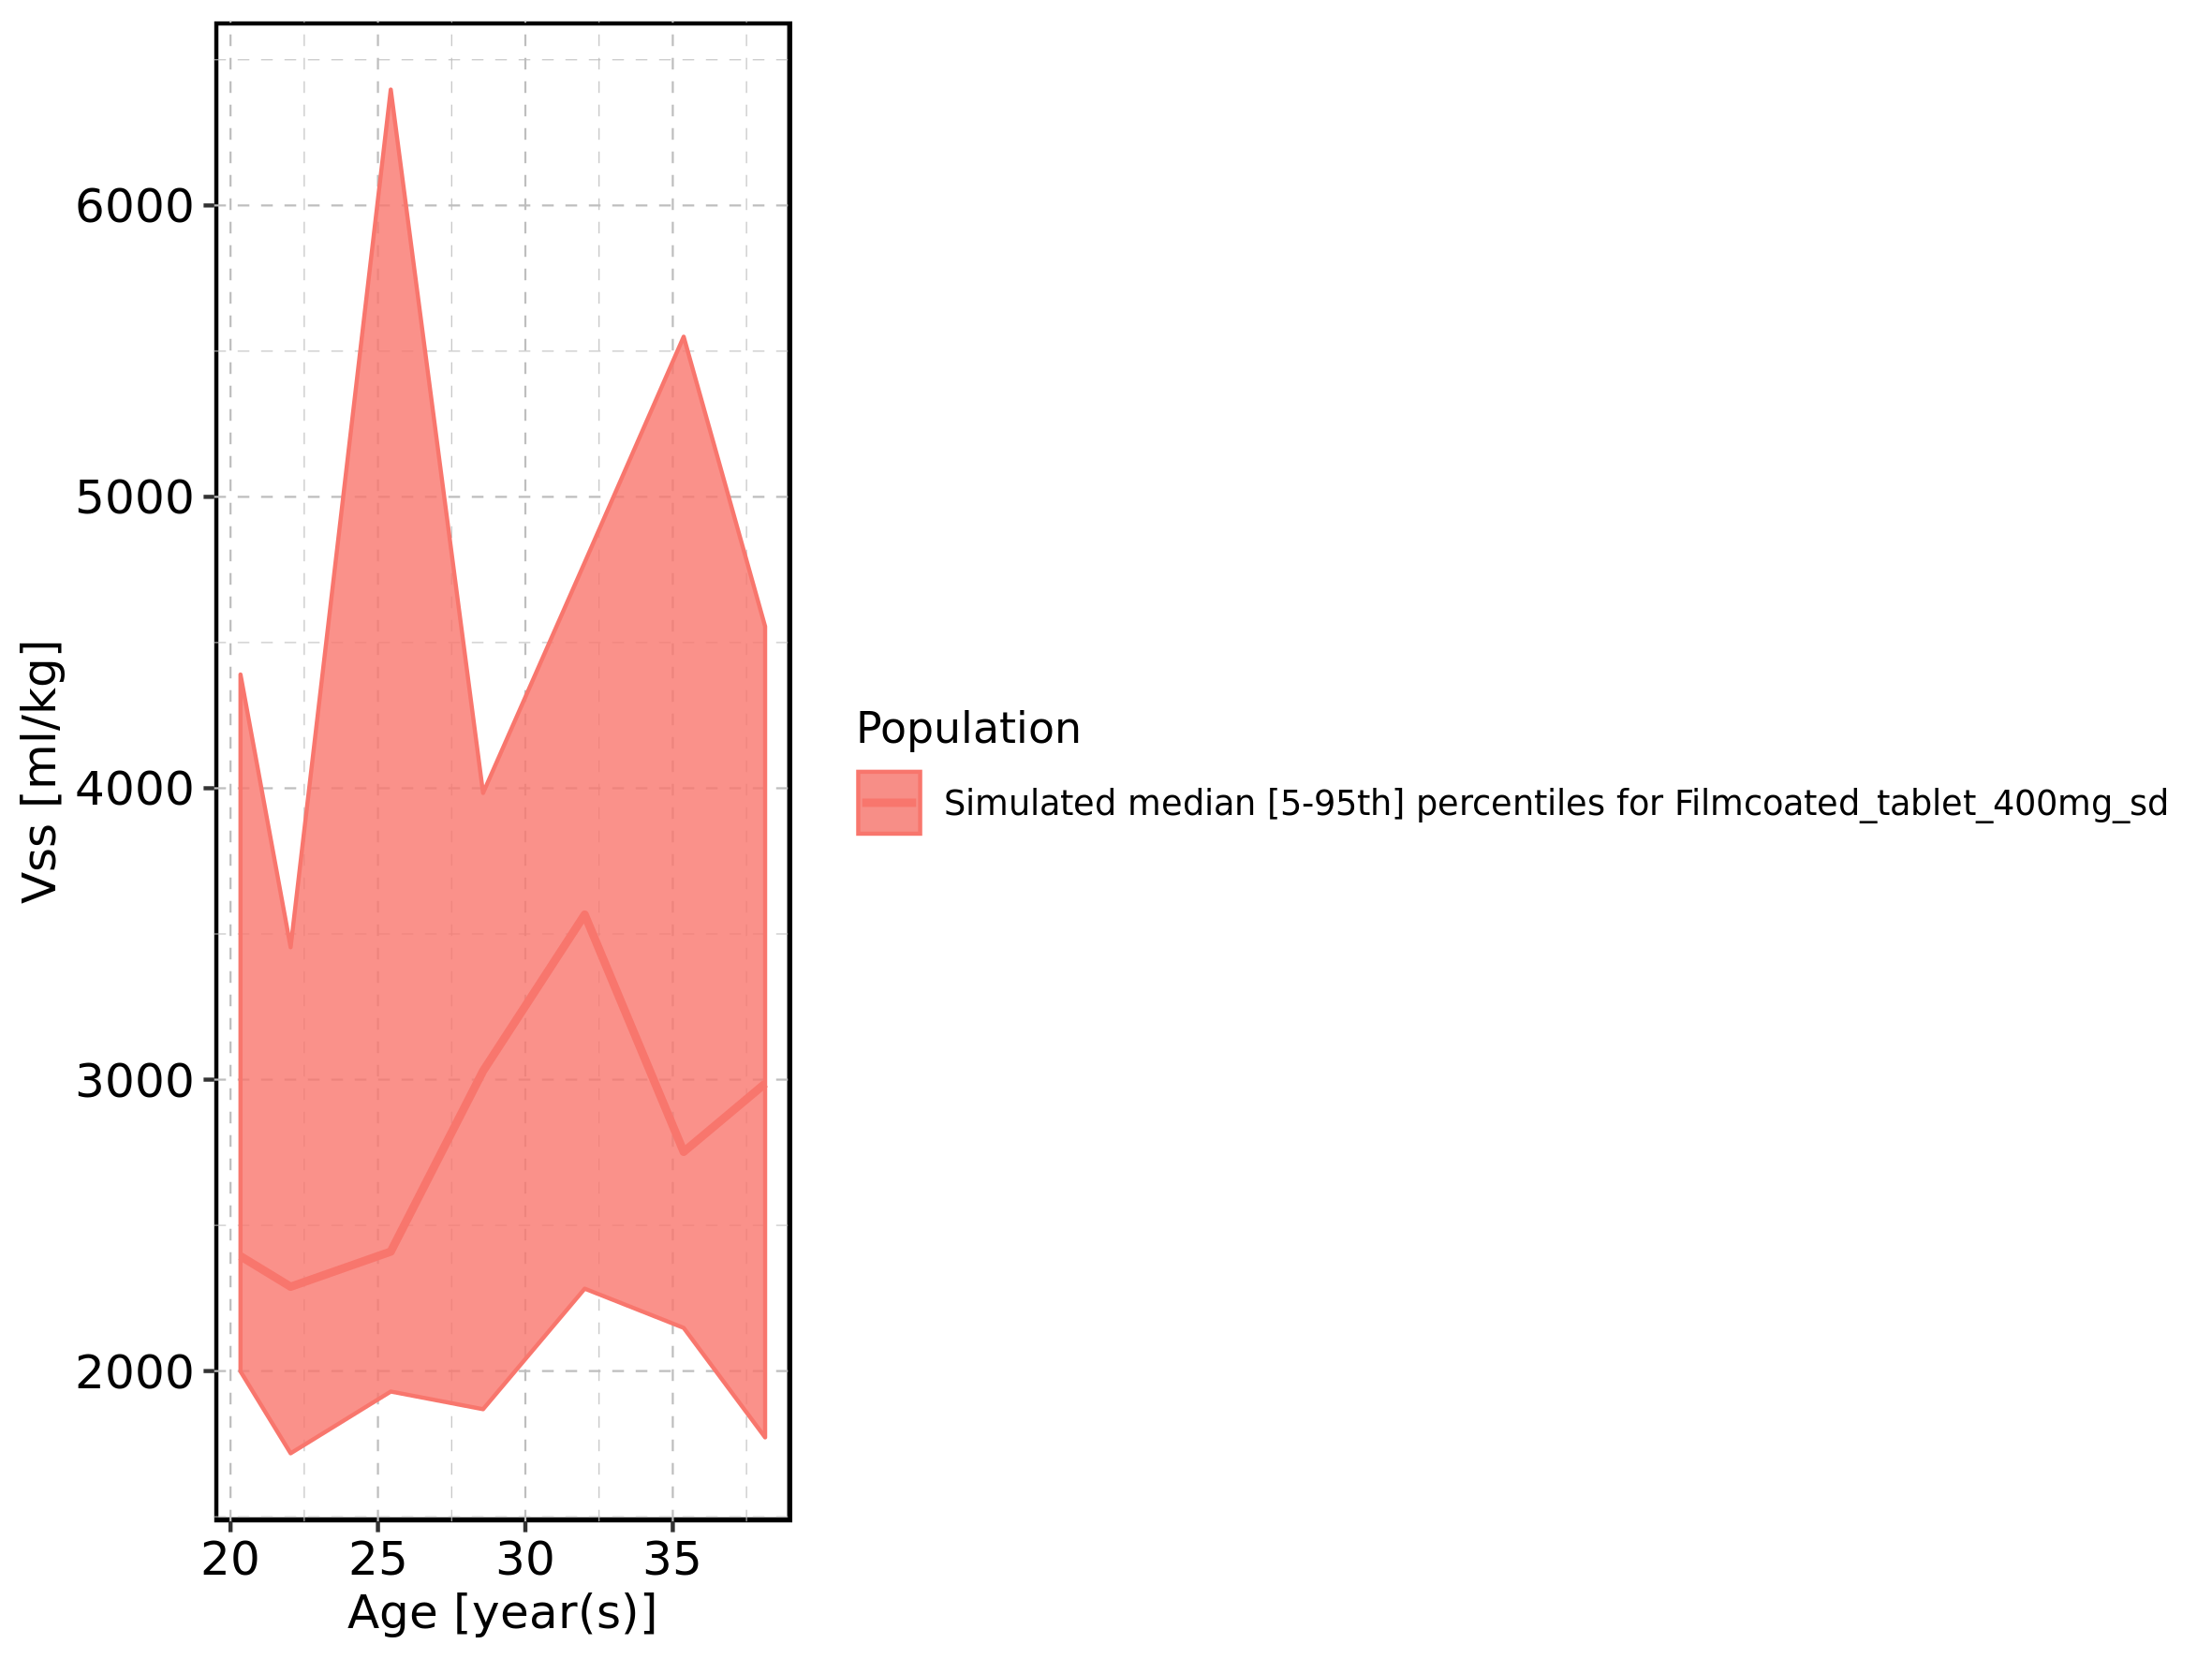 6000
5000
4000
3000
2000
Vss [ml/kg]
20 25 30 35
Age [year(s)]
Population
Simulated median [5-95th] percentiles for Filmcoated_tablet_400mg_sd